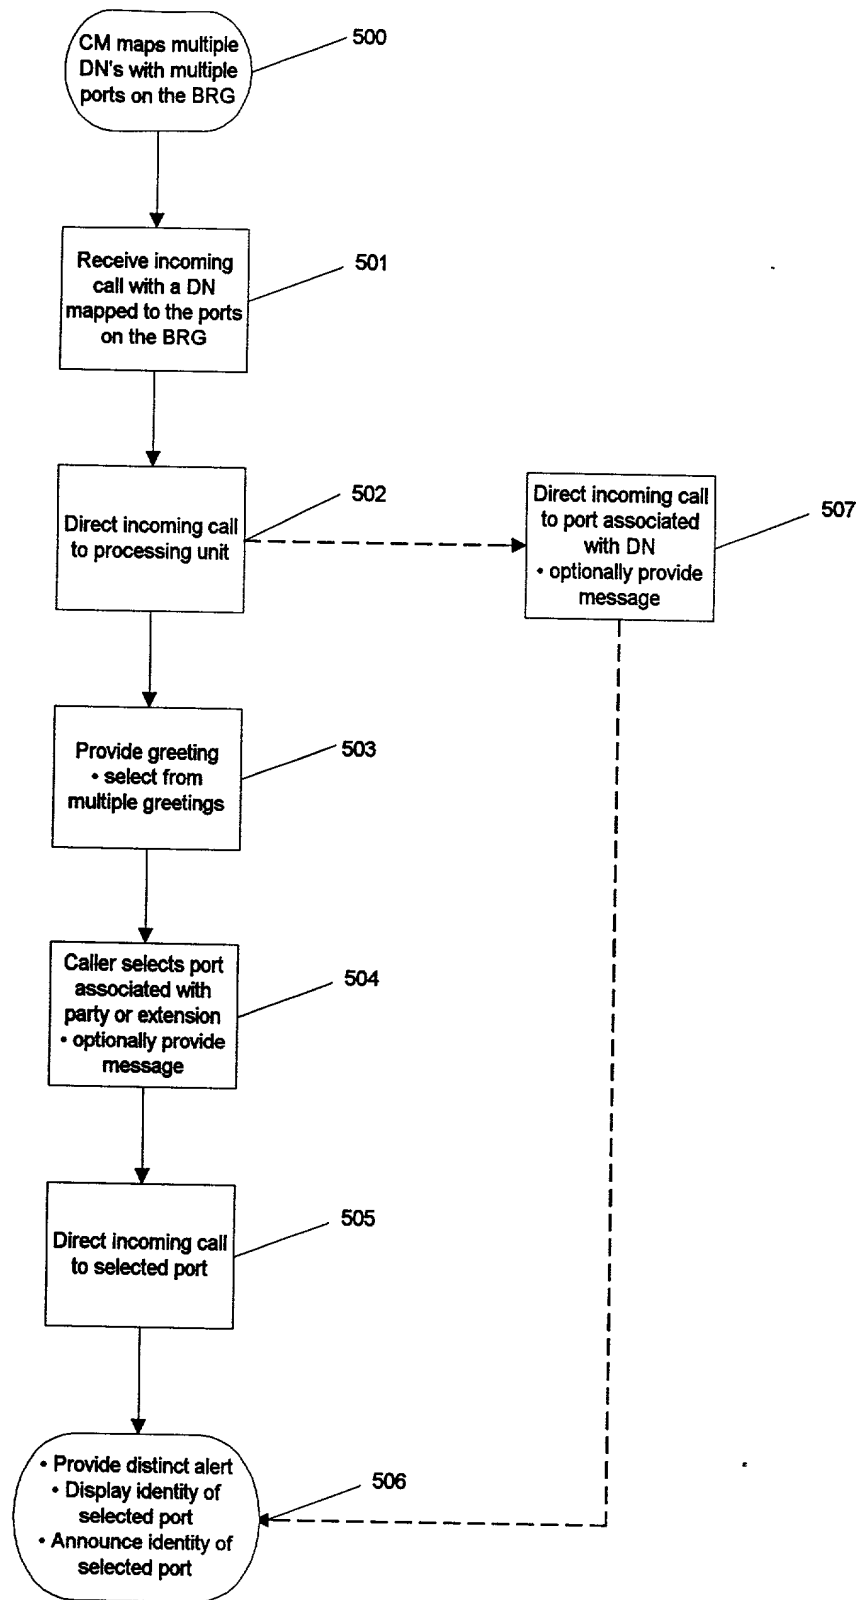 CM maps multiple
DN's with multiple
ports on the BRG
500
Receive incoming
call with a DN
mapped to the ports
on the BRG
501
Direct incoming call
to processing unit
502
Direct incoming call
to port associated
with DN
• optionally provide
message
507
Provide greeting
• select from
multiple greetings
503
Caller selects port
associated with
party or extension
• optionally provide
message
504
Direct incoming call
to selected port
505
• Provide distinct alert
• Display identity of
selected port
• Announce identity of
selected port
506